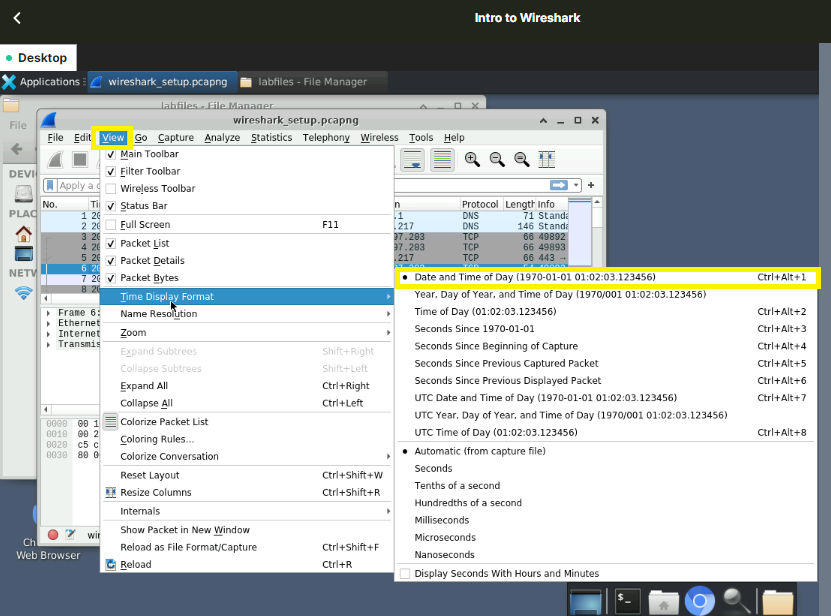 Intro to Wireshark
Desktop
Applications
wireshark_setup.pcapng
labfiles - File Manager
labfiles - File Manager
File
DEVI
PLAC
NETW
wireshark_setup.pcapng
File Edit View Go Capture Analyze Statistics Telephony Wireless Tools Help
Apply a
No. Ti n Protocol Length Info
1 20 .1 DNS 71 Standa
2 20 .217 DNS 146 Standa
3 20 97.203 TCP 66 49892
4 20 97.203 TCP 66 49893
5 20 .217 TCP 66 443 →
6 20
7 20
8 20
Frame 6:
Ethernet
Internet
Transmis
0000 00 1
0010 00 2
0020 c5 c
0030 80 0
wir
Main Toolbar
Filter Toolbar
Wireless Toolbar
Status Bar
Full Screen F11
Packet List
Packet Details
Packet Bytes
Time Display Format
Name Resolution
Zoom
Expand Subtrees Shift+Right
Collapse Subtrees Shift+Left
Expand All Ctrl+Right
Collapse All Ctrl+Left
Colorize Packet List
Coloring Rules...
Colorize Conversation
Reset Layout Ctrl+Shift+W
Resize Columns Ctrl+Shift+R
Internals
Show Packet in New Window
Reload as File Format/Capture Ctrl+Shift+F
Reload Ctrl+R
Date and Time of Day (1970-01-01 01:02:03.123456) Ctrl+Alt+1
Year, Day of Year, and Time of Day (1970/001 01:02:03.123456)
Time of Day (01:02:03.123456) Ctrl+Alt+2
Seconds Since 1970-01-01 Ctrl+Alt+3
Seconds Since Beginning of Capture Ctrl+Alt+4
Seconds Since Previous Captured Packet Ctrl+Alt+5
Seconds Since Previous Displayed Packet Ctrl+Alt+6
UTC Date and Time of Day (1970-01-01 01:02:03.123456) Ctrl+Alt+7
UTC Year, Day of Year, and Time of Day (1970/001 01:02:03.123456)
UTC Time of Day (01:02:03.123456) Ctrl+Alt+8
Automatic (from capture file)
Seconds
Tenths of a second
Hundredths of a second
Milliseconds
Microseconds
Nanoseconds
Display Seconds With Hours and Minutes
Ch
Web Browser